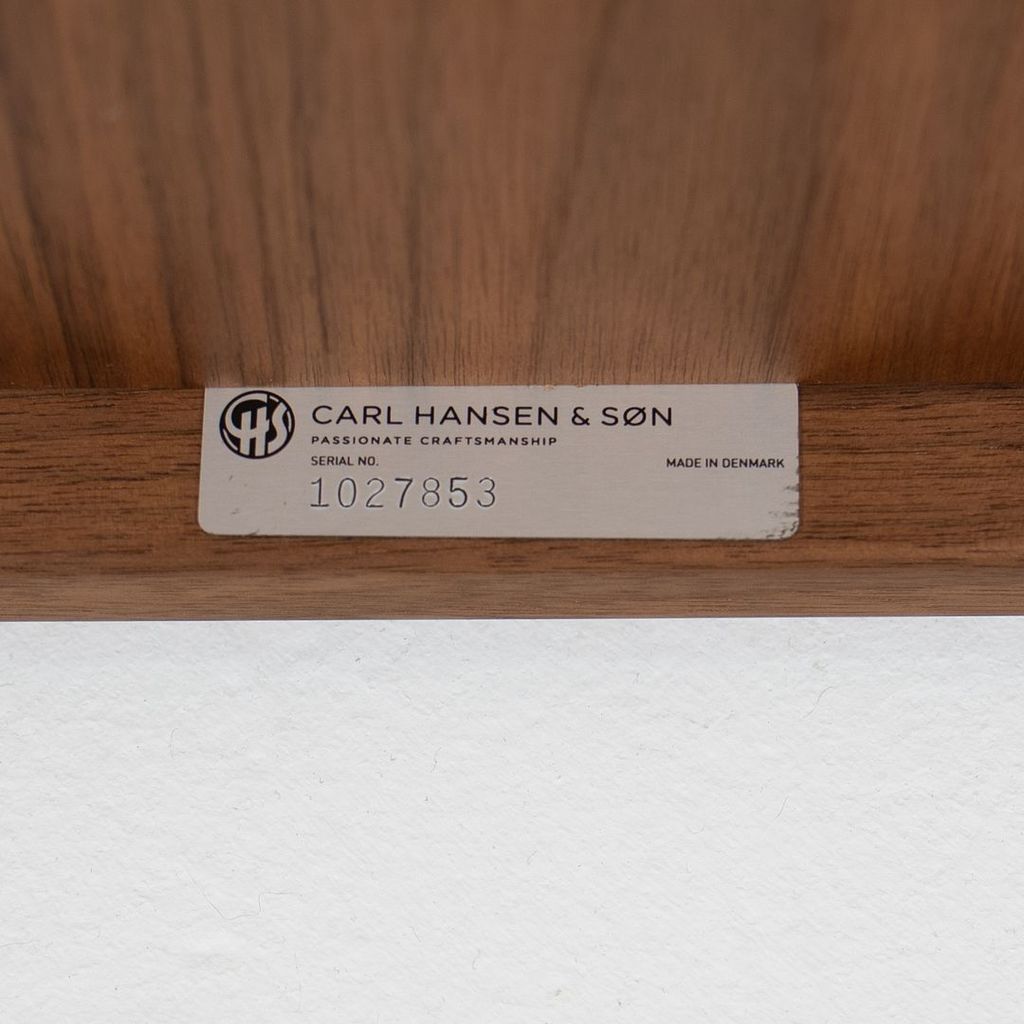 CHS
CARL HANSEN & SØN
PASSIONATE CRAFTSMANSHIP
SERIAL NO.
MADE IN DENMARK
1027853